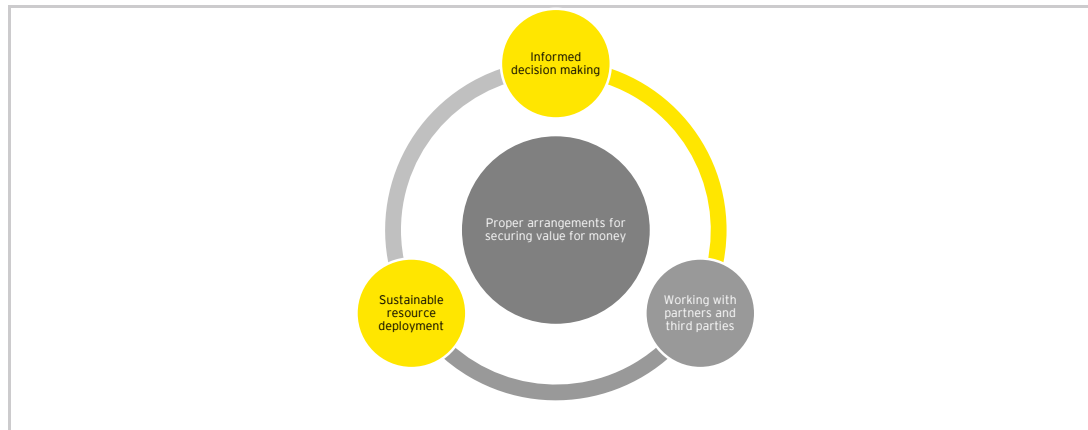 Informed
decision making
Proper arrangements for
securing value for money
Sustainable
resource
deployment
Working with
partners and
third parties